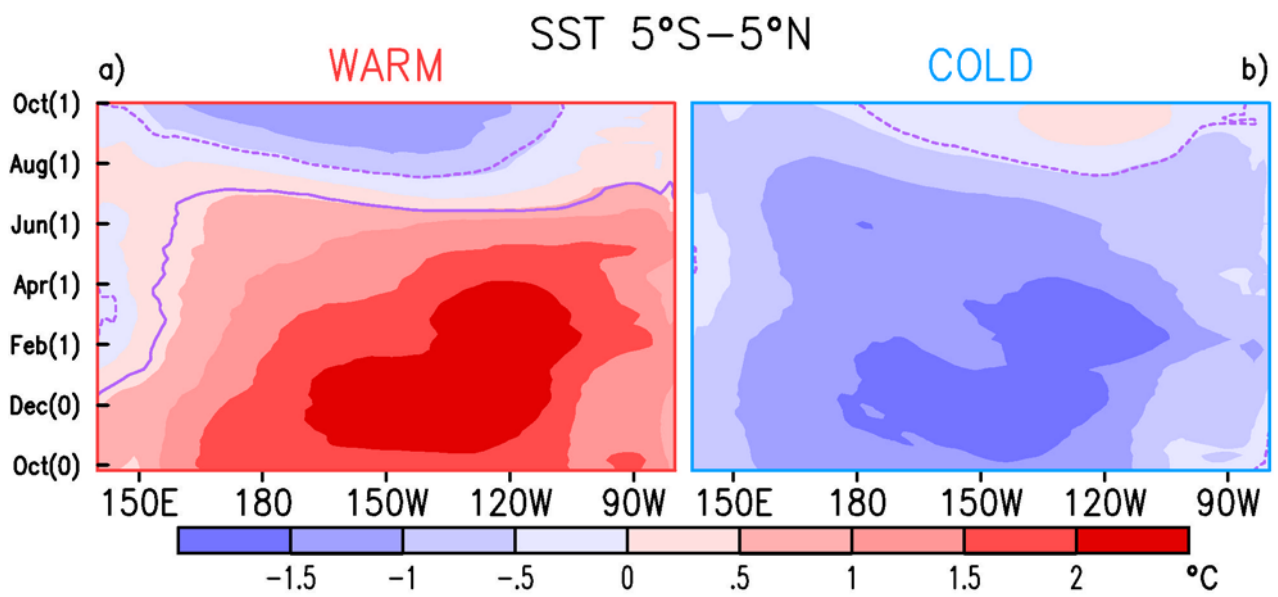 SST 5°S–5°N
a) WARM COLD b)
Oct(1)
Aug(1)
Jun(1)
Apr(1)
Feb(1)
Dec(0)
Oct(0)
150E 180 150W 120W 90W 150E 180 150W 120W 90W
-1.5 -1 -.5 0 .5 1 1.5 2 °C